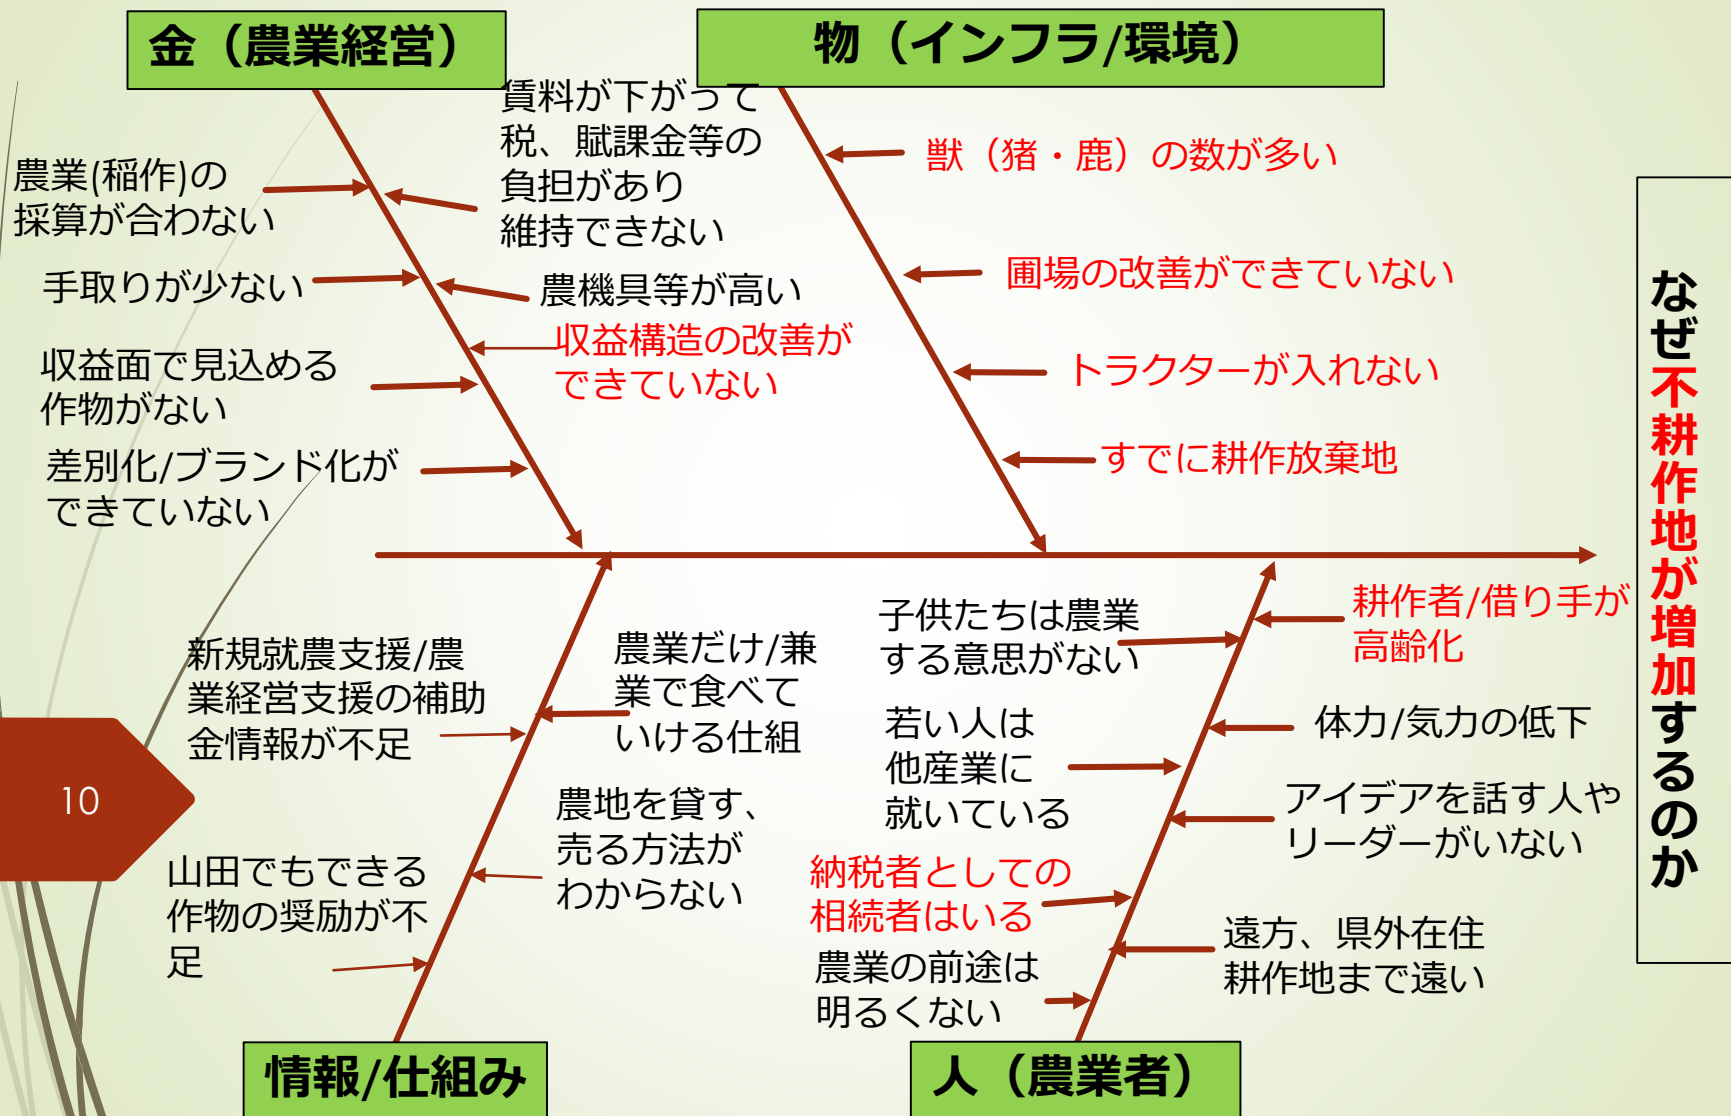 金（農業経営）
物（インフラ/環境）
賃料が下がって
税、賦課金等の
負担があり
維持できない
農業(稲作)の
採算が合わない
手取りが少ない
農機具等が高い
収益構造の改善が
できていない
収益面で見込める
作物がない
差別化/ブランド化が
できていない
獣（猪・鹿）の数が多い
圃場の改善ができていない
トラクターが入れない
すでに耕作放棄地
なぜ不耕作地が増加するのか
新規就農支援/農
業経営支援の補助
金情報が不足
農業だけ/兼
業で食べて
いける仕組
農地を貸す、
売る方法が
わからない
山田でもできる
作物の奨励が不
足
子供たちは農業
する意思がない
耕作者/借り手が
高齢化
若い人は
他産業に
就いている
体力/気力の低下
アイデアを話す人や
リーダーがいない
納税者としての
相続者はいる
農業の前途は
明るくない
遠方、県外在住
耕作地まで遠い
10
情報/仕組み
人（農業者）